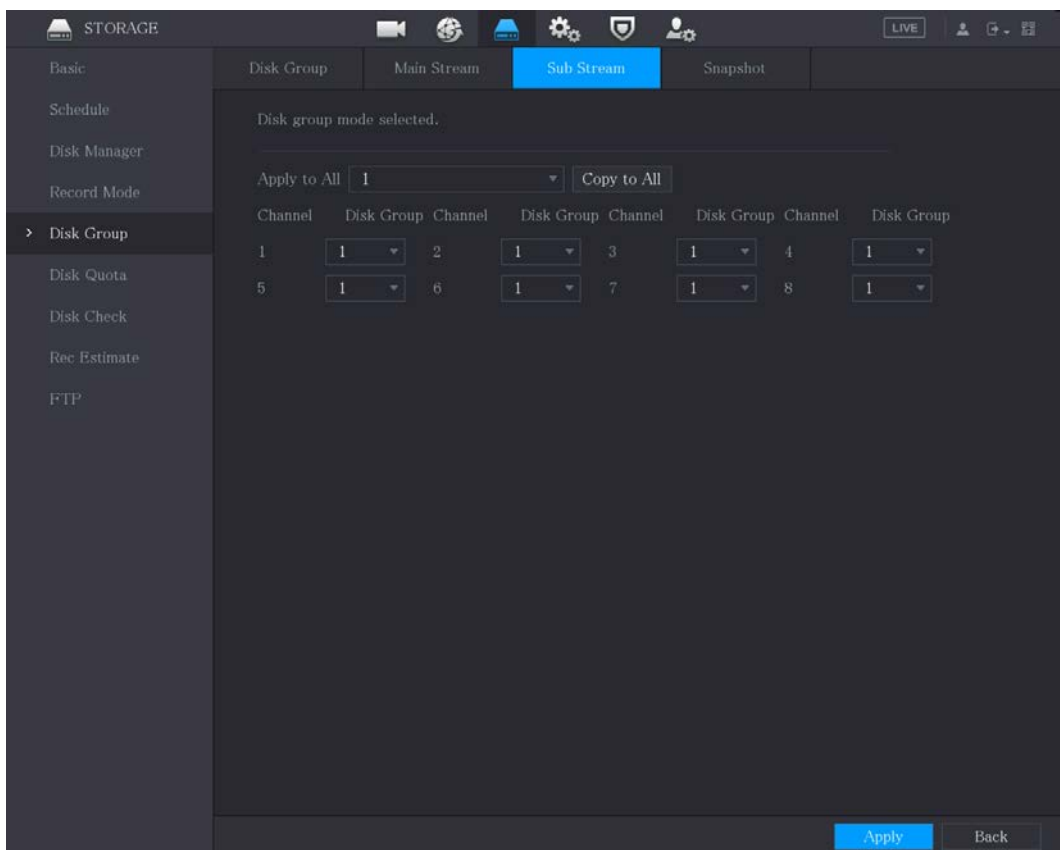 STORAGE LIVE
Basic
Schedule
Disk Manager
Record Mode
> Disk Group
Disk Quota
Disk Check
Rec Estimate
FTP
Disk Group Main Stream Sub Stream Snapshot
Disk group mode selected.
Apply to All 1 Copy to All
Channel Disk Group Channel Disk Group Channel Disk Group Channel Disk Group
1 1 2 1 3 1 4 1
5 1 6 1 7 1 8 1
Apply Back